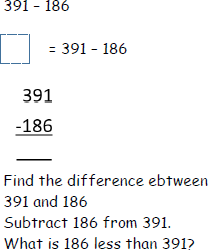 391 – 186
= 391 – 186
391
-186
Find the difference ebtween
391 and 186
Subtract 186 from 391.
What is 186 less than 391?